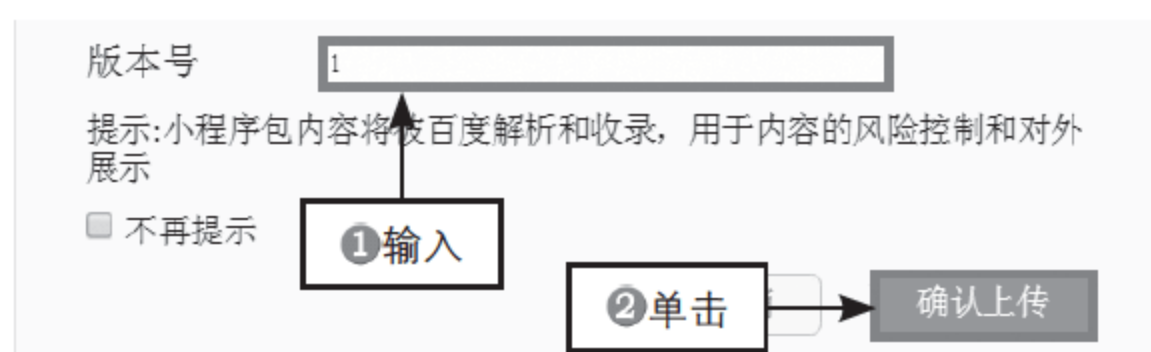 版本号
1
提示:小程序包内容将被百度解析和收录，用于内容的风险控制和对外
展示
不再提示
❶输入
❷单击
确认上传